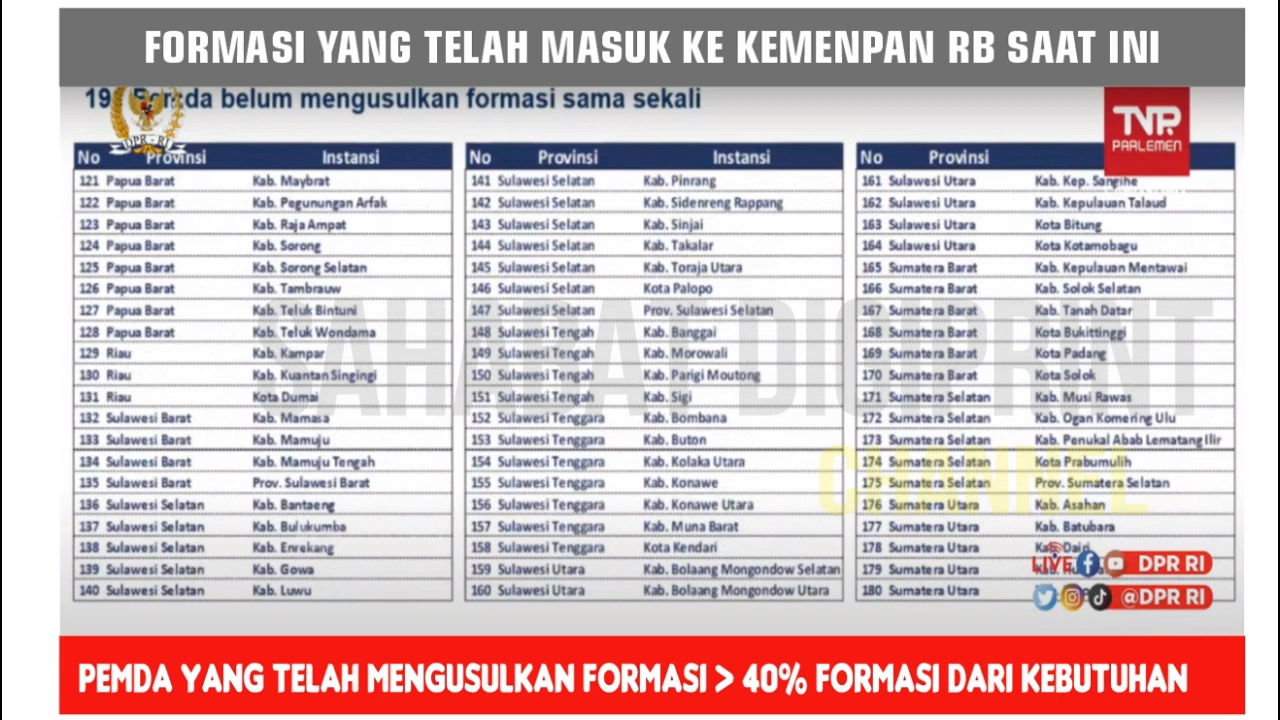 FORMASI YANG TELAH MASUK KE KEMENPAN RB SAAT INI
belum mengusulkan formasi sama sekali
DPR - RI
TVR
PARLEMEN
No Provinsi Instansi
121 Papua Barat Kab. Maybrat
122 Papua Barat Kab. Pegunungan Arfak
123 Papua Barat Kab. Raja Ampat
124 Papua Barat Kab. Sorong
125 Papua Barat Kab. Sorong Selatan
126 Papua Barat Kab. Tambrauw
127 Papua Barat Kab. Teluk Bintuni
128 Papua Barat Kab. Teluk Wondama
129 Riau Kab. Kampar
130 Riau Kab. Kuantan Singingi
131 Riau Kota Dumai
132 Sulawesi Barat Kab. Mamasa
133 Sulawesi Barat Kab. Mamuju
134 Sulawesi Barat Kab. Mamuju Tengah
135 Sulawesi Barat Prov. Sulawesi Barat
136 Sulawesi Selatan Kab. Bantaeng
137 Sulawesi Selatan Kab. Bulukumba
138 Sulawesi Selatan Kab. Enrekang
139 Sulawesi Selatan Kab. Gowa
140 Sulawesi Selatan Kab. Luwu
No Provinsi Instansi
141 Sulawesi Selatan Kab. Pinrang
142 Sulawesi Selatan Kab. Sidenreng Rappang
143 Sulawesi Selatan Kab. Sinjai
144 Sulawesi Selatan Kab. Takalar
145 Sulawesi Selatan Kab. Toraja Utara
146 Sulawesi Selatan Kota Palopo
147 Sulawesi Selatan Prov. Sulawesi Selatan
148 Sulawesi Tengah Kab. Banggai
149 Sulawesi Tengah Kab. Morowali
150 Sulawesi Tengah Kab. Parigi Moutong
151 Sulawesi Tengah Kab. Sigi
152 Sulawesi Tenggara Kab. Bombana
153 Sulawesi Tenggara Kab. Buton
154 Sulawesi Tenggara Kab. Kolaka Utara
155 Sulawesi Tenggara Kab. Konawe
156 Sulawesi Tenggara Kab. Konawe Utara
157 Sulawesi Tenggara Kab. Muna Barat
158 Sulawesi Tenggara Kota Kendari
159 Sulawesi Utara Kab. Bolaang Mongondow Selatan
160 Sulawesi Utara Kab. Bolaang Mongondow Utara
No Provinsi
161 Sulawesi Utara Kab. Kep. Sangihe
162 Sulawesi Utara Kab. Kepulauan Talaud
163 Sulawesi Utara Kota Bitung
164 Sulawesi Utara Kota Kotamobagu
165 Sumatera Barat Kab. Kepulauan Mentawai
166 Sumatera Barat Kab. Solok Selatan
167 Sumatera Barat Kab. Tanah Datar
168 Sumatera Barat Kota Bukittinggi
169 Sumatera Barat Kota Padang
170 Sumatera Barat Kota Solok
171 Sumatera Selatan Kab. Musi Rawas
172 Sumatera Selatan Kab. Ogan Komering Ulu
173 Sumatera Selatan Kab. Penukal Abab Lematang Ilir
174 Sumatera Selatan Kota Prabumulih
175 Sumatera Selatan Prov. Sumatera Selatan
176 Sumatera Utara Kab. Asahan
177 Sumatera Utara Kab. Batubara
178 Sumatera Utara Kab. Dairi
179 Sumatera Utara
180 Sumatera Utara
SAHABAT DIGIPRINT
CHANNEL
LIVE DPR RI
@DPR RI
PEMDA YANG TELAH MENGUSULKAN FORMASI > 40% FORMASI DARI KEBUTUHAN